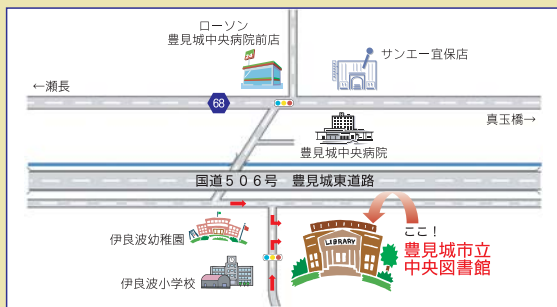 ローソン
豊見城中央病院前店
サンエー宜保店
←瀬長
68
真玉橋→
豊見城中央病院
国道506号 豊見城東道路
伊良波幼稚園
ここ!
LIBRARY
豊見城市立
中央図書館
伊良波小学校